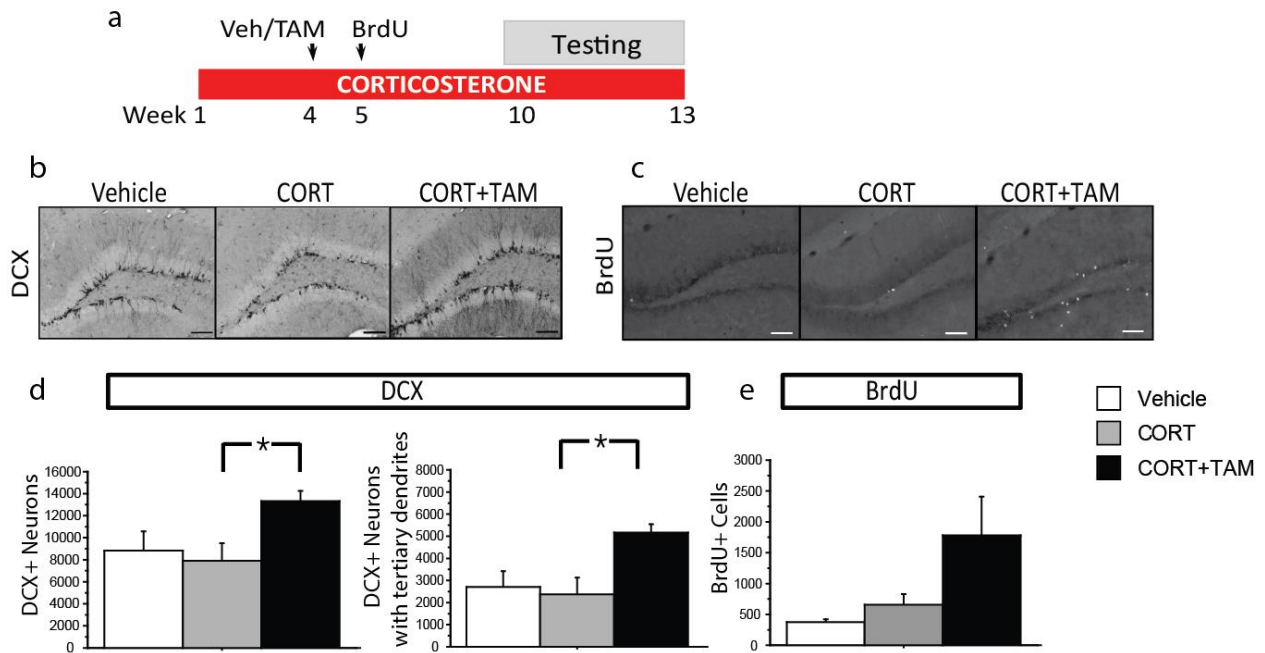 a
Veh/TAM BrdU
Testing
CORTICOSTERONE
Week 1 4 5 10 13
b
Vehicle CORT CORT+TAM
DCX
c
Vehicle CORT CORT+TAM
BrdU
d
DCX
*
DCX+ Neurons
16000
14000
12000
10000
8000
6000
4000
2000
0
*
DCX+ Neurons
with tertiary dendrites
8000
7000
6000
5000
4000
3000
2000
1000
0
e
BrdU
BrdU+ Cells
3000
2500
2000
1500
1000
500
0
Vehicle
CORT
CORT+TAM